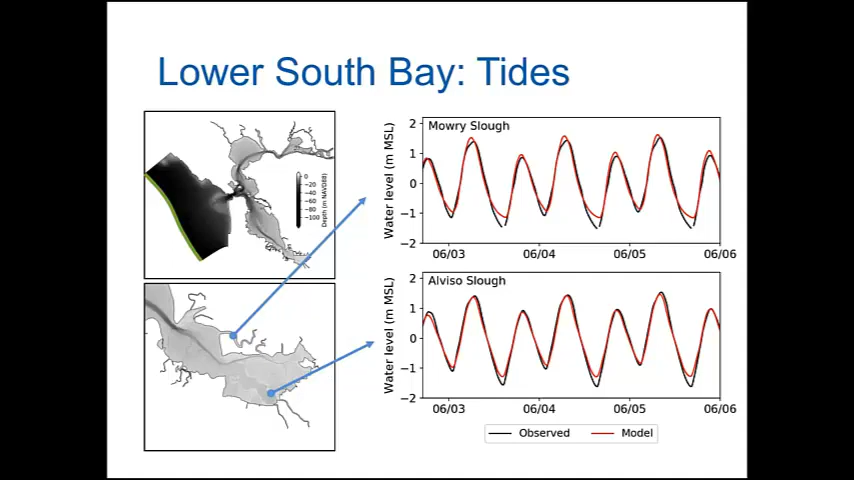 Lower South Bay: Tides
0
−20
−40
−60
−80
−100
Depth (m NAVD88)
Mowry Slough
Water level (m MSL)
2
1
0
−1
−2
06/03 06/04 06/05 06/06
Alviso Slough
Water level (m MSL)
2
1
0
−1
−2
06/03 06/04 06/05 06/06
Observed Model